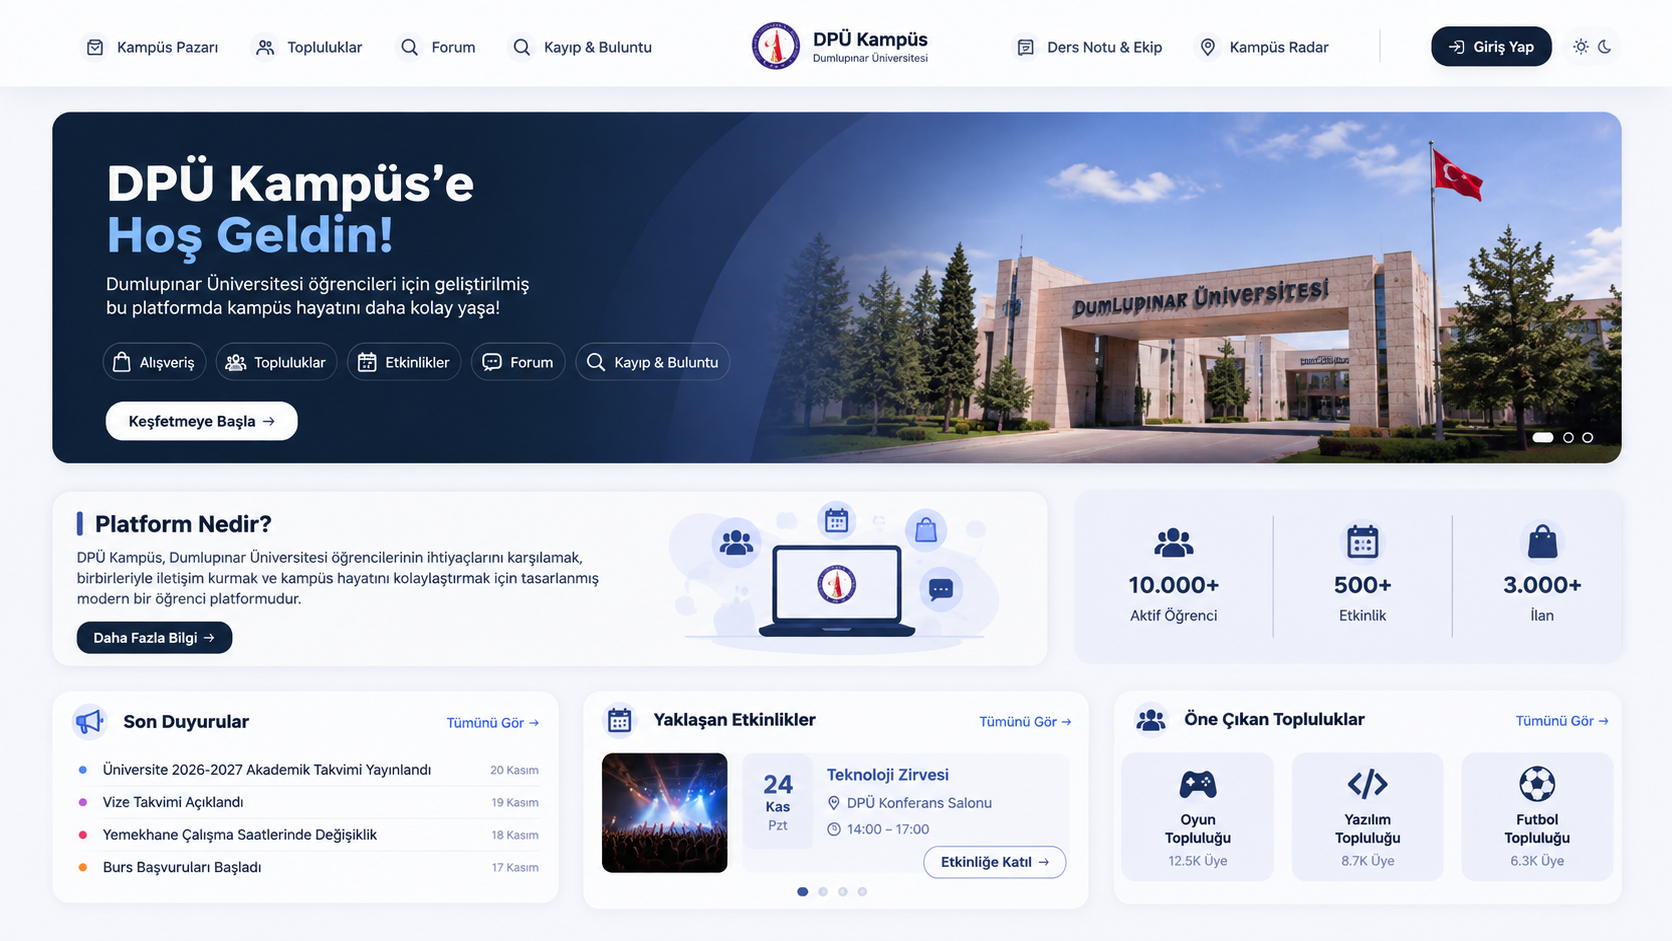 Kampüs Pazarı
Topluluklar
Forum
Kayıp & Buluntu
DPÜ Kampüs
Dumlupınar Üniversitesi
Ders Notu & Ekip
Kampüs Radar
Giriş Yap
DPÜ Kampüs’e
Hoş Geldin!
Dumlupınar Üniversitesi öğrencileri için geliştirilmiş
bu platformda kampüs hayatını daha kolay yaşa!
Alışveriş
Topluluklar
Etkinlikler
Forum
Kayıp & Buluntu
Keşfetmeye Başla →
DUMLUPINAR ÜNİVERSİTESİ
Platform Nedir?
DPÜ Kampüs, Dumlupınar Üniversitesi öğrencilerinin ihtiyaçlarını karşılamak,
birbirleriyle iletişim kurmak ve kampüs hayatını kolaylaştırmak için tasarlanmış
modern bir öğrenci platformudur.
Daha Fazla Bilgi →
10.000+
Aktif Öğrenci
500+
Etkinlik
3.000+
İlan
Son Duyurular
Tümünü Gör →
Üniversite 2026-2027 Akademik Takvimi Yayınlandı
20 Kasım
Vize Takvimi Açıklandı
19 Kasım
Yemekhane Çalışma Saatlerinde Değişiklik
18 Kasım
Burs Başvuruları Başladı
17 Kasım
Yaklaşan Etkinlikler
Tümünü Gör →
24
Kas
Pzt
Teknoloji Zirvesi
DPÜ Konferans Salonu
14:00 – 17:00
Etkinliğe Katıl →
Öne Çıkan Topluluklar
Tümünü Gör →
Oyun
Topluluğu
12.5K Üye
Yazılım
Topluluğu
8.7K Üye
Futbol
Topluluğu
6.3K Üye